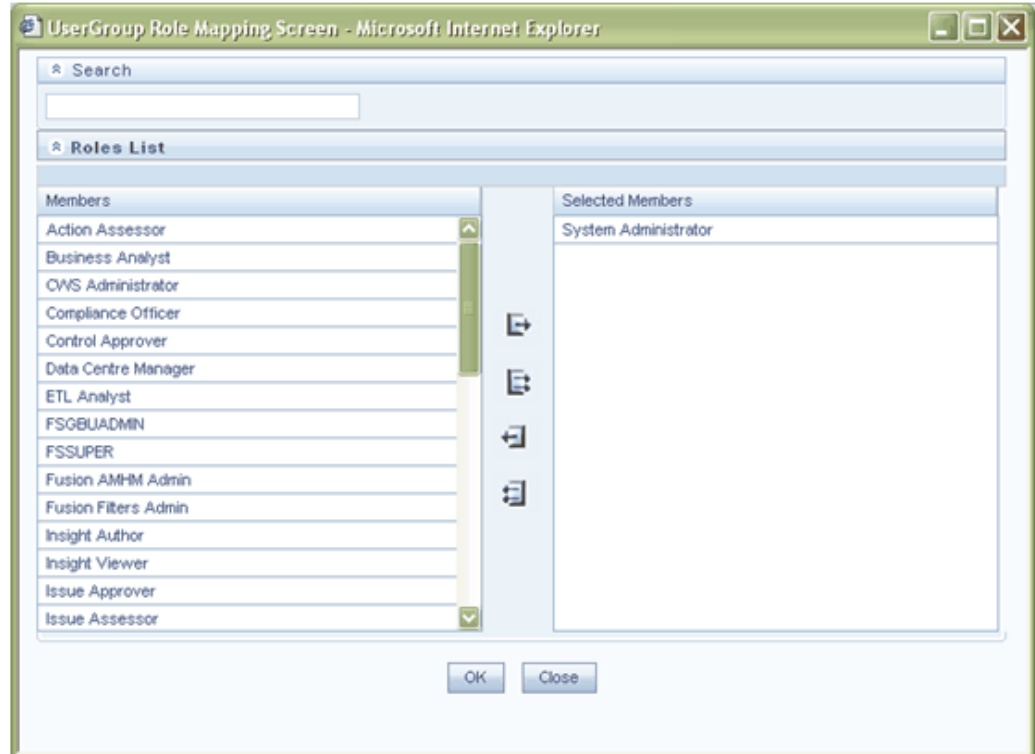 UserGroup Role Mapping Screen - Microsoft Internet Explorer
Search
Roles List
Members
Selected Members
Action Assessor
System Administrator
Business Analyst
CWS Administrator
Compliance Officer
Control Approver
Data Centre Manager
ETL Analyst
FSGBUADMIN
FSSUPER
Fusion AMHM Admin
Fusion Filters Admin
Insight Author
Insight Viewer
Issue Approver
Issue Assessor
OK
Close